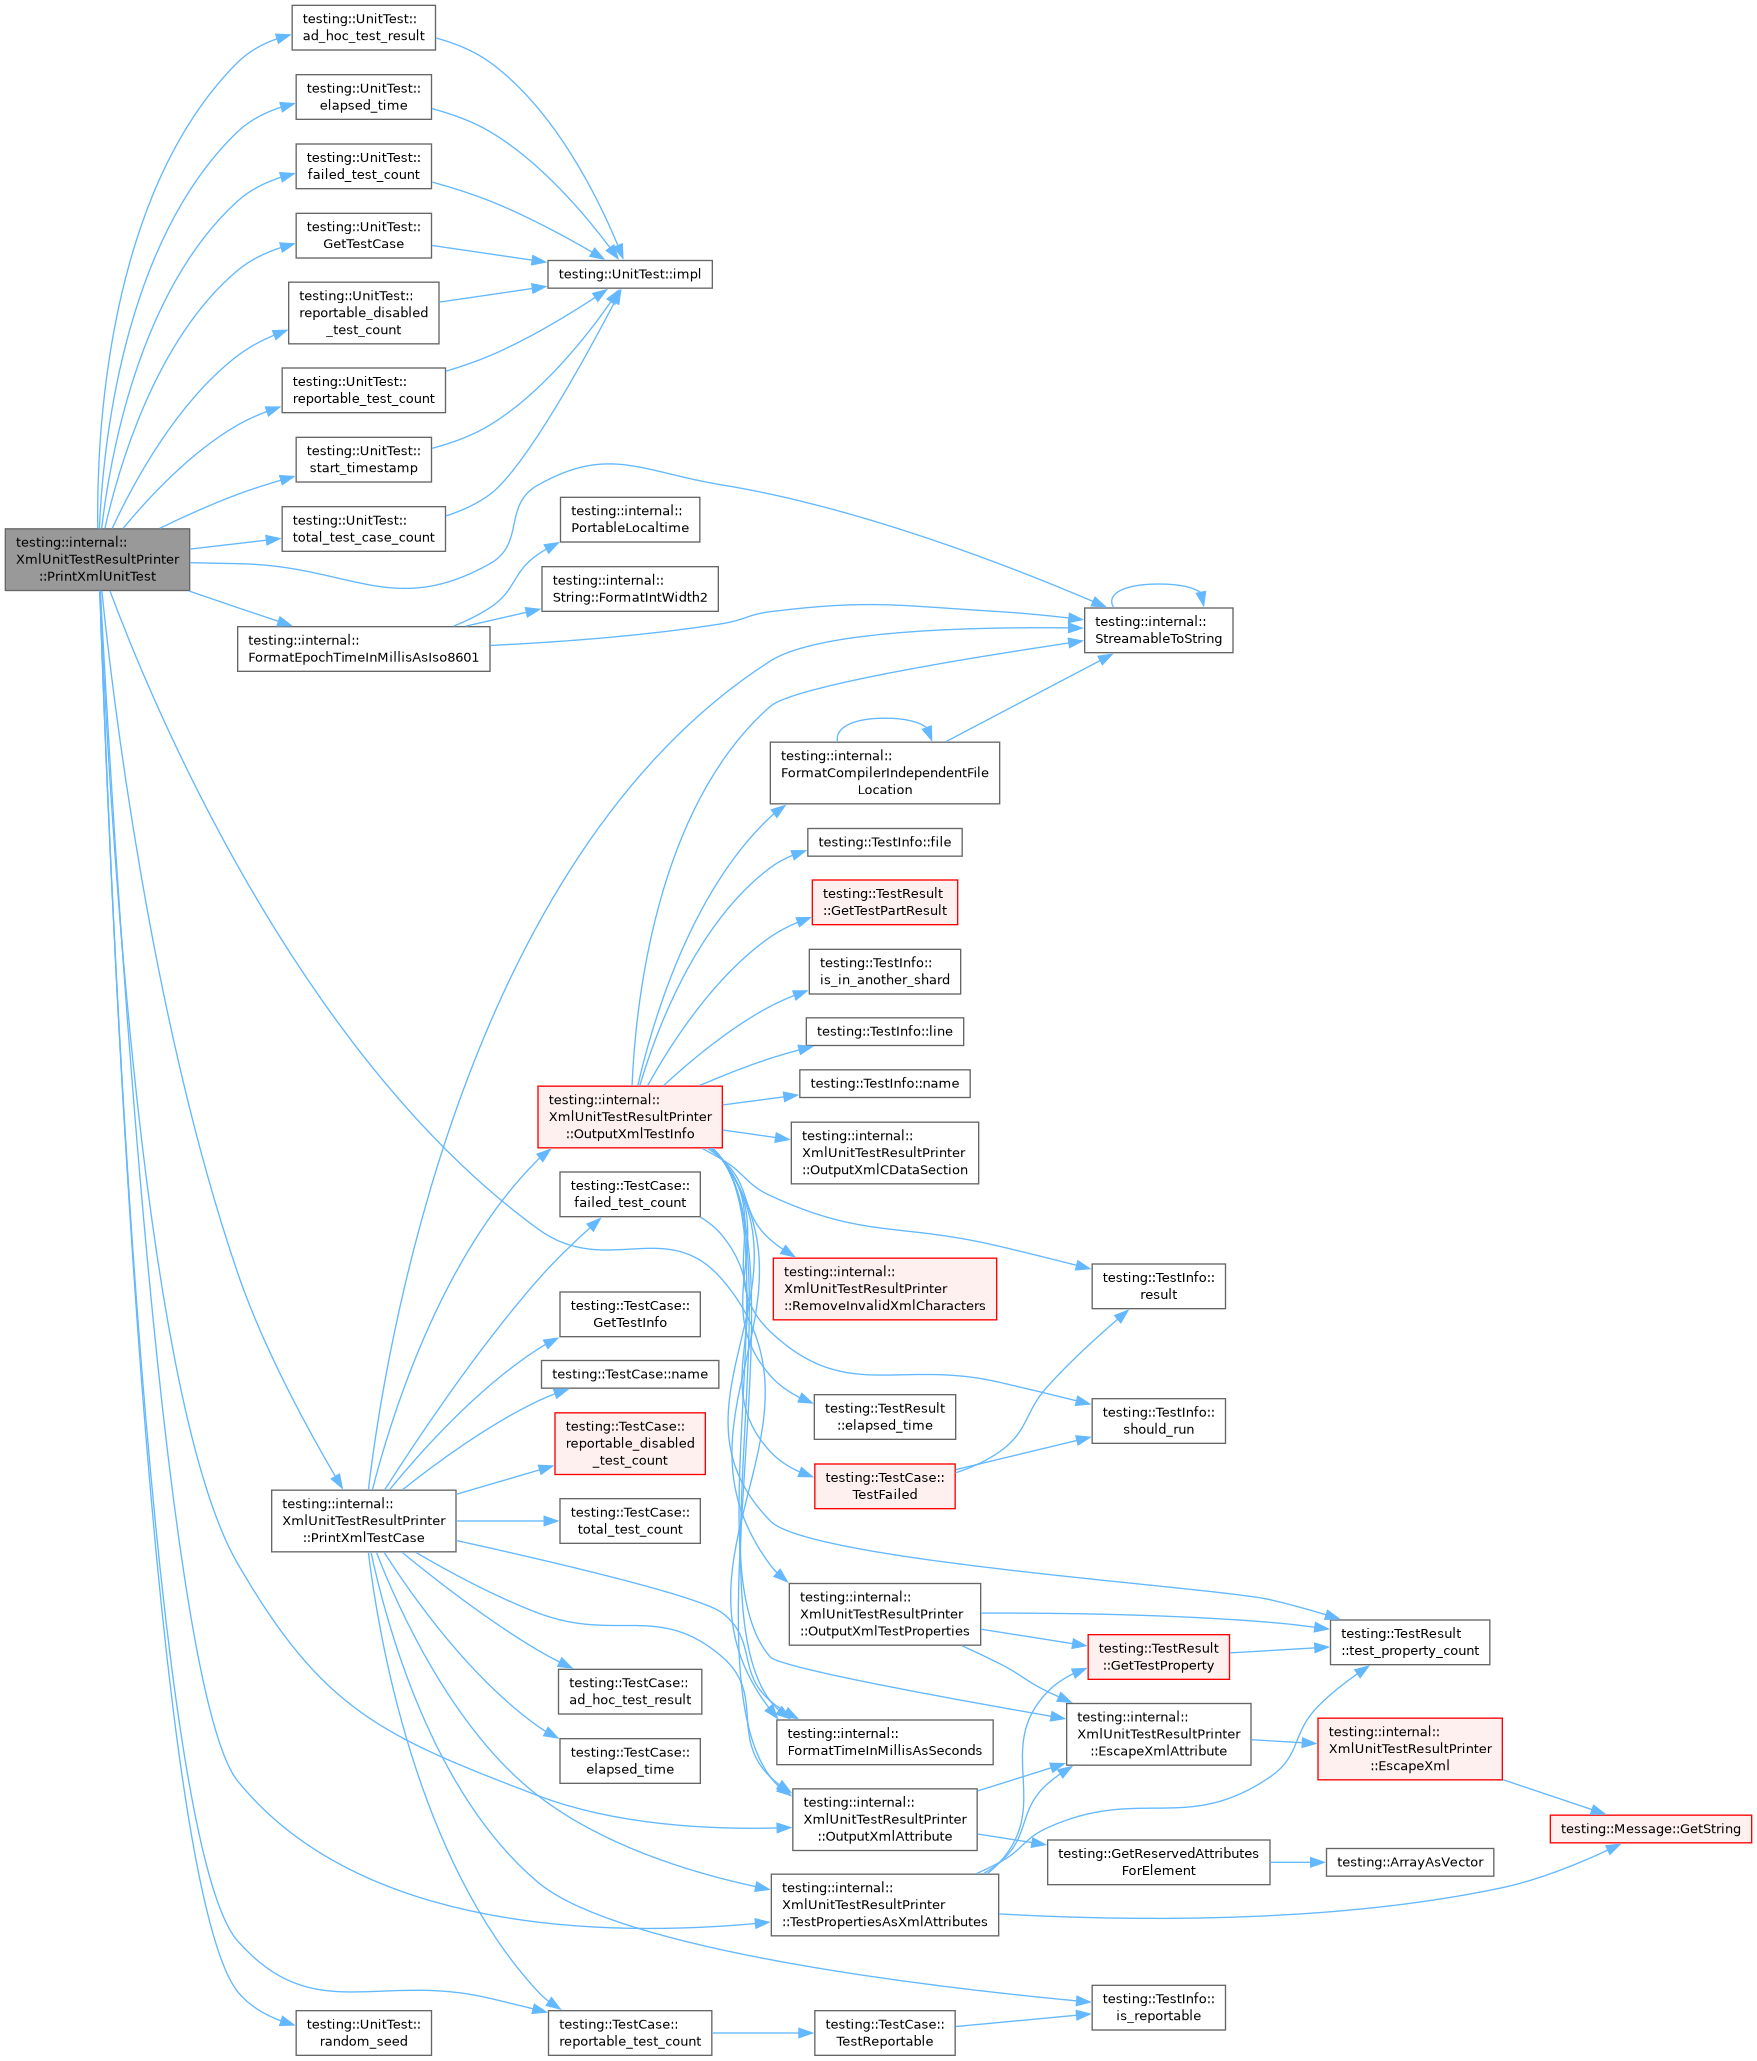 testing::UnitTest::
ad_hoc_test_result
testing::UnitTest::
elapsed_time
testing::UnitTest::
failed_test_count
testing::UnitTest::
GetTestCase
testing::UnitTest::impl
testing::UnitTest::
reportable_disabled
_test_count
testing::UnitTest::
reportable_test_count
testing::UnitTest::
start_timestamp
testing::UnitTest::
total_test_case_count
testing::internal::
PortableLocaltime
testing::internal::
XmlUnitTestResultPrinter
::PrintXmlUnitTest
testing::internal::
String::FormatIntWidth2
testing::internal::
StreamableToString
testing::internal::
FormatEpochTimeInMillisAsIso8601
testing::internal::
FormatCompilerIndependentFile
Location
testing::TestInfo::file
testing::TestResult
::GetTestPartResult
testing::TestInfo::
is_in_another_shard
testing::TestInfo::line
testing::TestInfo::name
testing::internal::
XmlUnitTestResultPrinter
::OutputXmlTestInfo
testing::internal::
XmlUnitTestResultPrinter
::OutputXmlCDataSection
testing::TestCase::
failed_test_count
testing::internal::
XmlUnitTestResultPrinter
::RemoveInvalidXmlCharacters
testing::TestInfo::
result
testing::TestCase::
GetTestInfo
testing::TestCase::name
testing::TestResult
::elapsed_time
testing::TestInfo::
should_run
testing::TestCase::
reportable_disabled
_test_count
testing::TestCase::
TestFailed
testing::internal::
XmlUnitTestResultPrinter
::PrintXmlTestCase
testing::TestCase::
total_test_count
testing::internal::
XmlUnitTestResultPrinter
::OutputXmlTestProperties
testing::TestResult
::GetTestProperty
testing::TestResult
::test_property_count
testing::TestCase::
ad_hoc_test_result
testing::internal::
XmlUnitTestResultPrinter
::EscapeXmlAttribute
testing::internal::
XmlUnitTestResultPrinter
::EscapeXml
testing::TestCase::
elapsed_time
testing::internal::
FormatTimeInMillisAsSeconds
testing::internal::
XmlUnitTestResultPrinter
::OutputXmlAttribute
testing::Message::GetString
testing::GetReservedAttributes
ForElement
testing::ArrayAsVector
testing::internal::
XmlUnitTestResultPrinter
::TestPropertiesAsXmlAttributes
testing::TestInfo::
is_reportable
testing::UnitTest::
random_seed
testing::TestCase::
reportable_test_count
testing::TestCase::
TestReportable